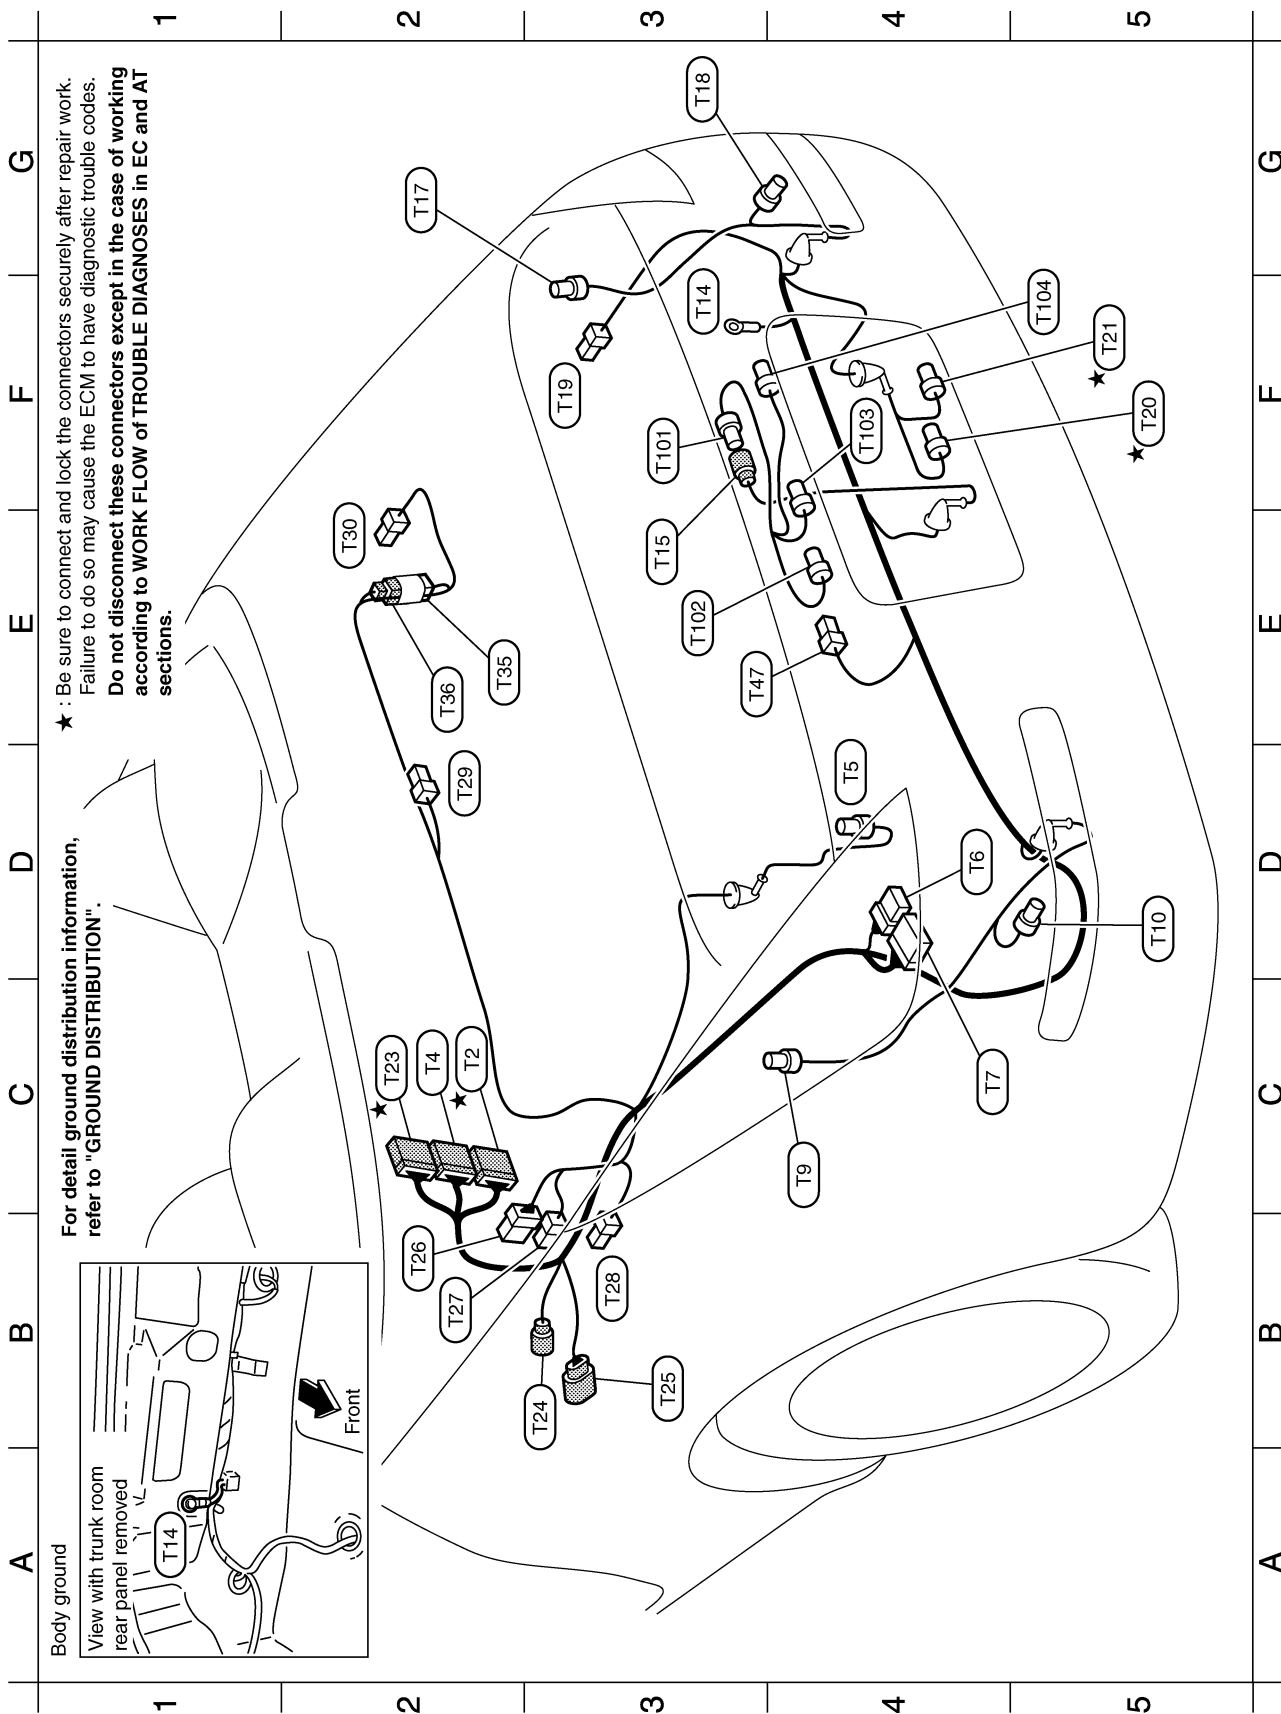 1
2
3
4
5
G
F
E
D
C
B
A
★ : Be sure to connect and lock the connectors securely after repair work.
Failure to do so may cause the ECM to have diagnostic trouble codes.
Do not disconnect these connectors except in the case of working
according to WORK FLOW of TROUBLE DIAGNOSES in EC and AT
sections.
For detail ground distribution information,
refer to "GROUND DISTRIBUTION".
Body ground
View with trunk room
rear panel removed
T14
Front
T23
★
T4
T2
★
T26
T27
T28
T24
T25
T29
T36
T35
T30
T17
T18
T19
T14
T101
T15
T104
T103
T102
T47
T21
★
T20
★
T5
T6
T7
T9
T10
A
B
C
D
E
F
G
1
2
3
4
5